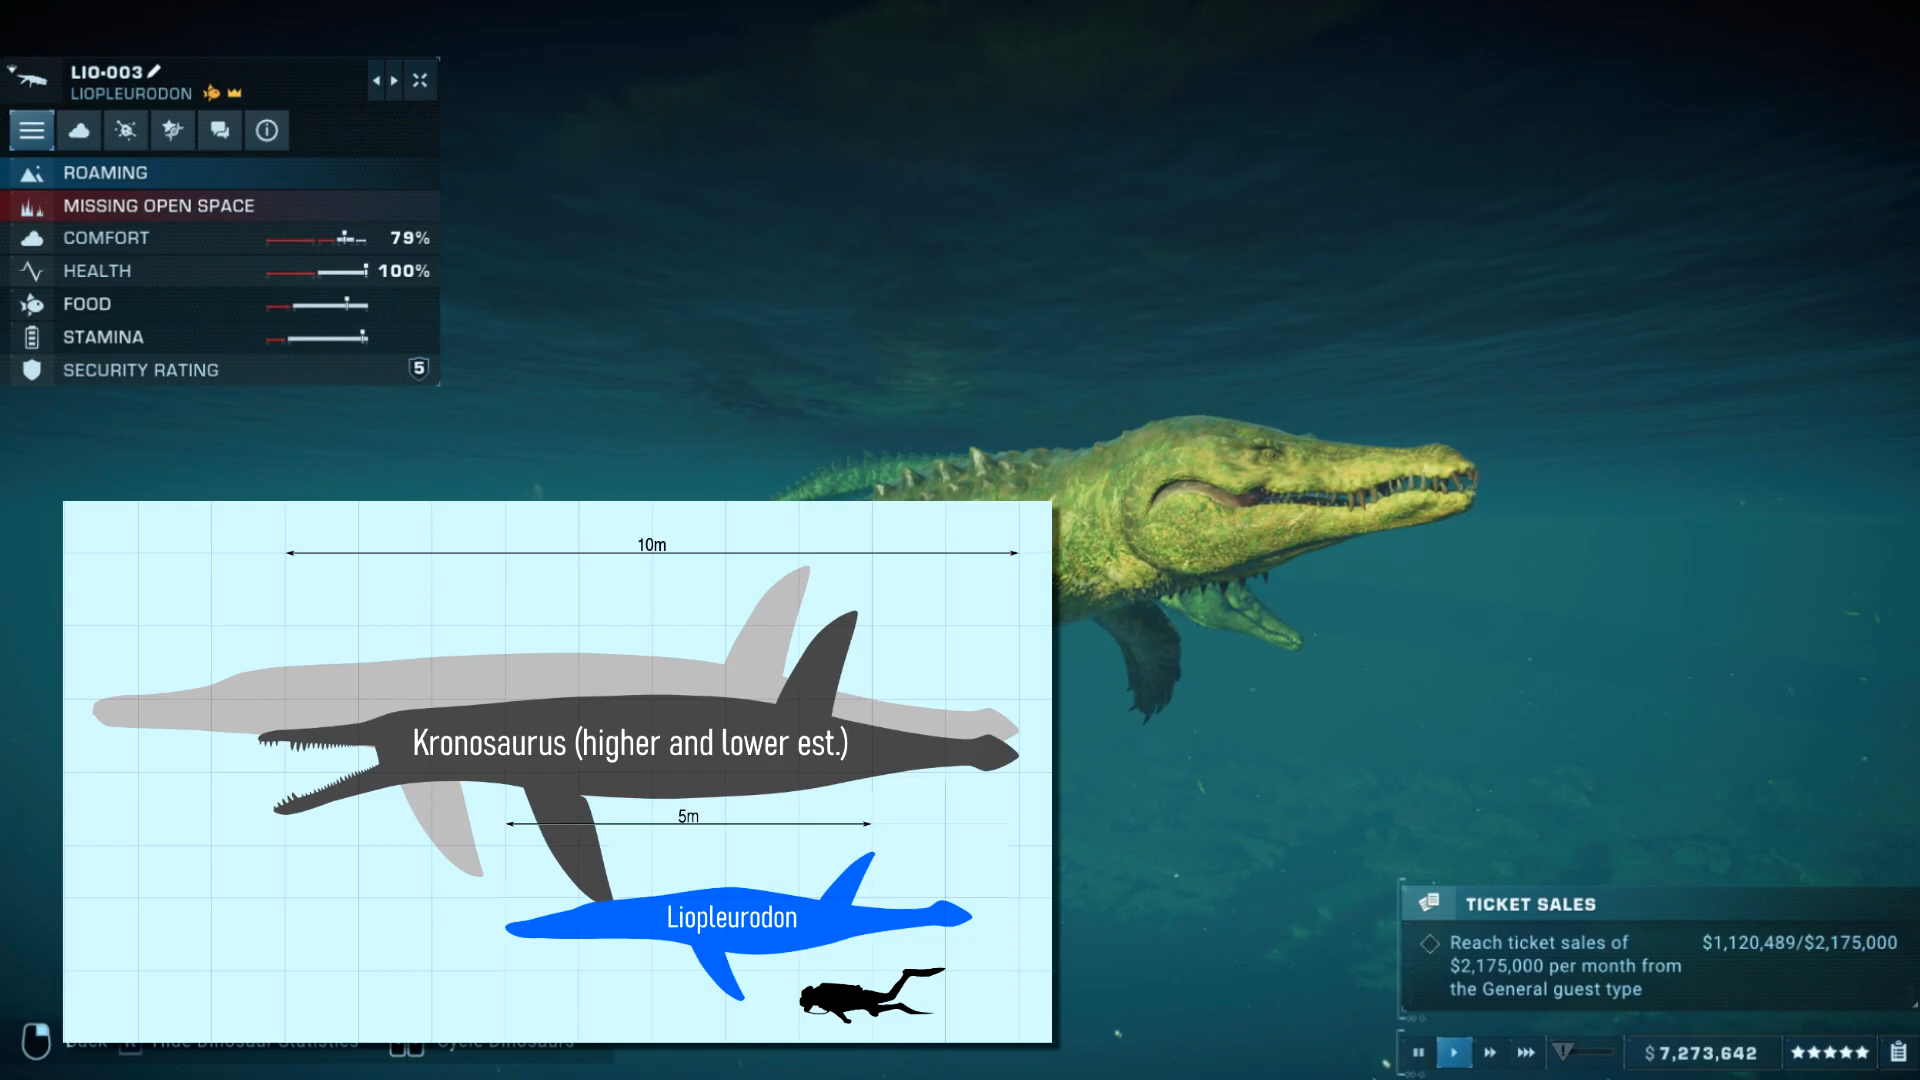 LIO-003
LIOPLEURODON
ROAMING
MISSING OPEN SPACE
COMFORT 79%
HEALTH 100%
FOOD
STAMINA
SECURITY RATING 5
10m
Kronosaurus (higher and lower est.)
5m
Liopleurodon
TICKET SALES
Reach ticket sales of $1,120,489/$2,175,000
$2,175,000 per month from
the General guest type
$7,273,642